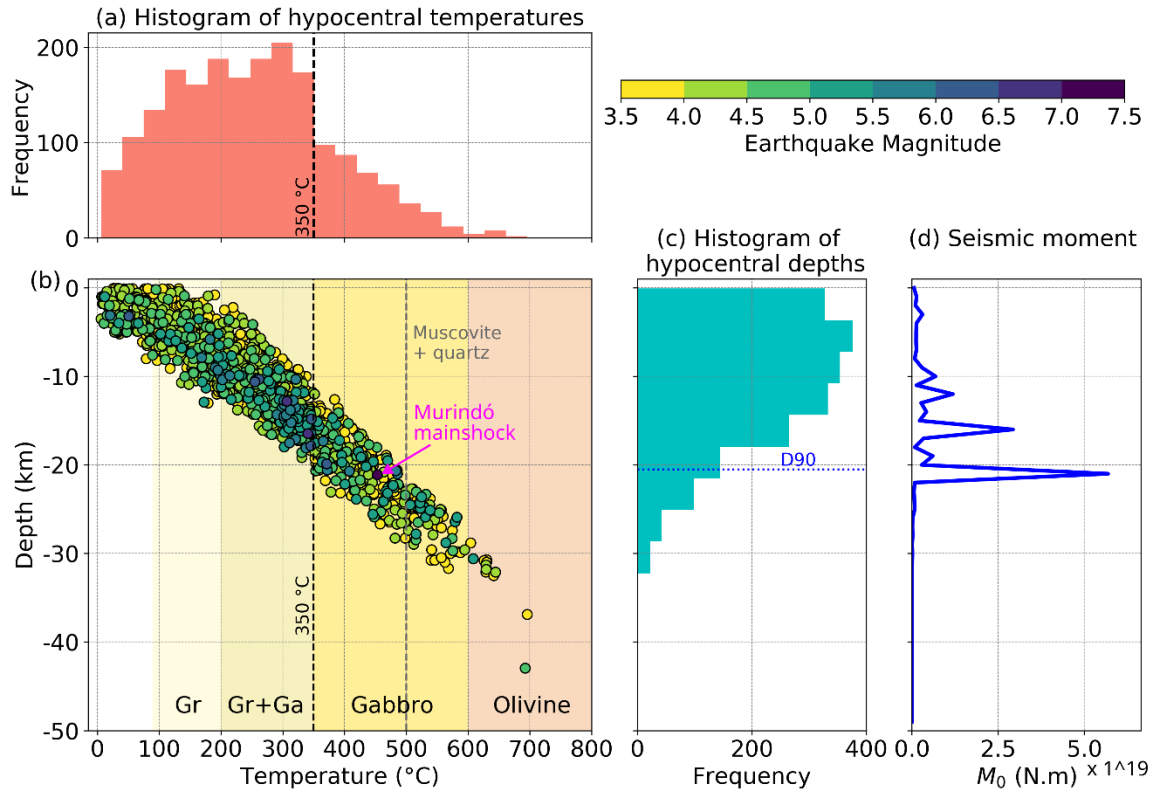 (a) Histogram of hypocentral temperatures
200
100
0
Frequency
350 °C
3.5 4.0 4.5 5.0 5.5 6.0 6.5 7.0 7.5
Earthquake Magnitude
(b)
0
-10
-20
-30
-40
-50
Depth (km)
Muscovite
+ quartz
Murindó
mainshock
350 °C
Gr Gr+Ga Gabbro Olivine
0 100 200 300 400 500 600 700 800
Temperature (°C)
(c) Histogram of
hypocentral depths
D90
0 200 400
Frequency
(d) Seismic moment
0.0 2.5 5.0
M₀ (N.m) x 1^19